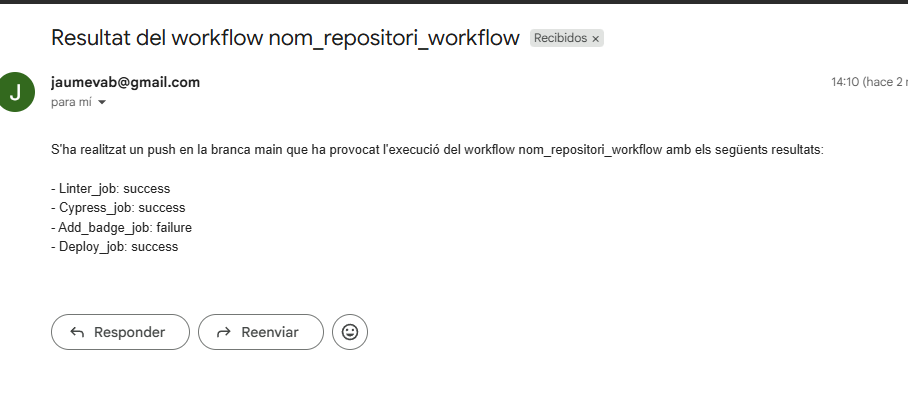 Resultat del workflow nom_repositori_workflow Recibidos ×
J
jaumevab@gmail.com 14:10 (hace 2
para mí
S'ha realitzat un push en la branca main que ha provocat l'execució del workflow nom_repositori_workflow amb els següents resultats:
- Linter_job: success
- Cypress_job: success
- Add_badge_job: failure
- Deploy_job: success
Responder Reenviar